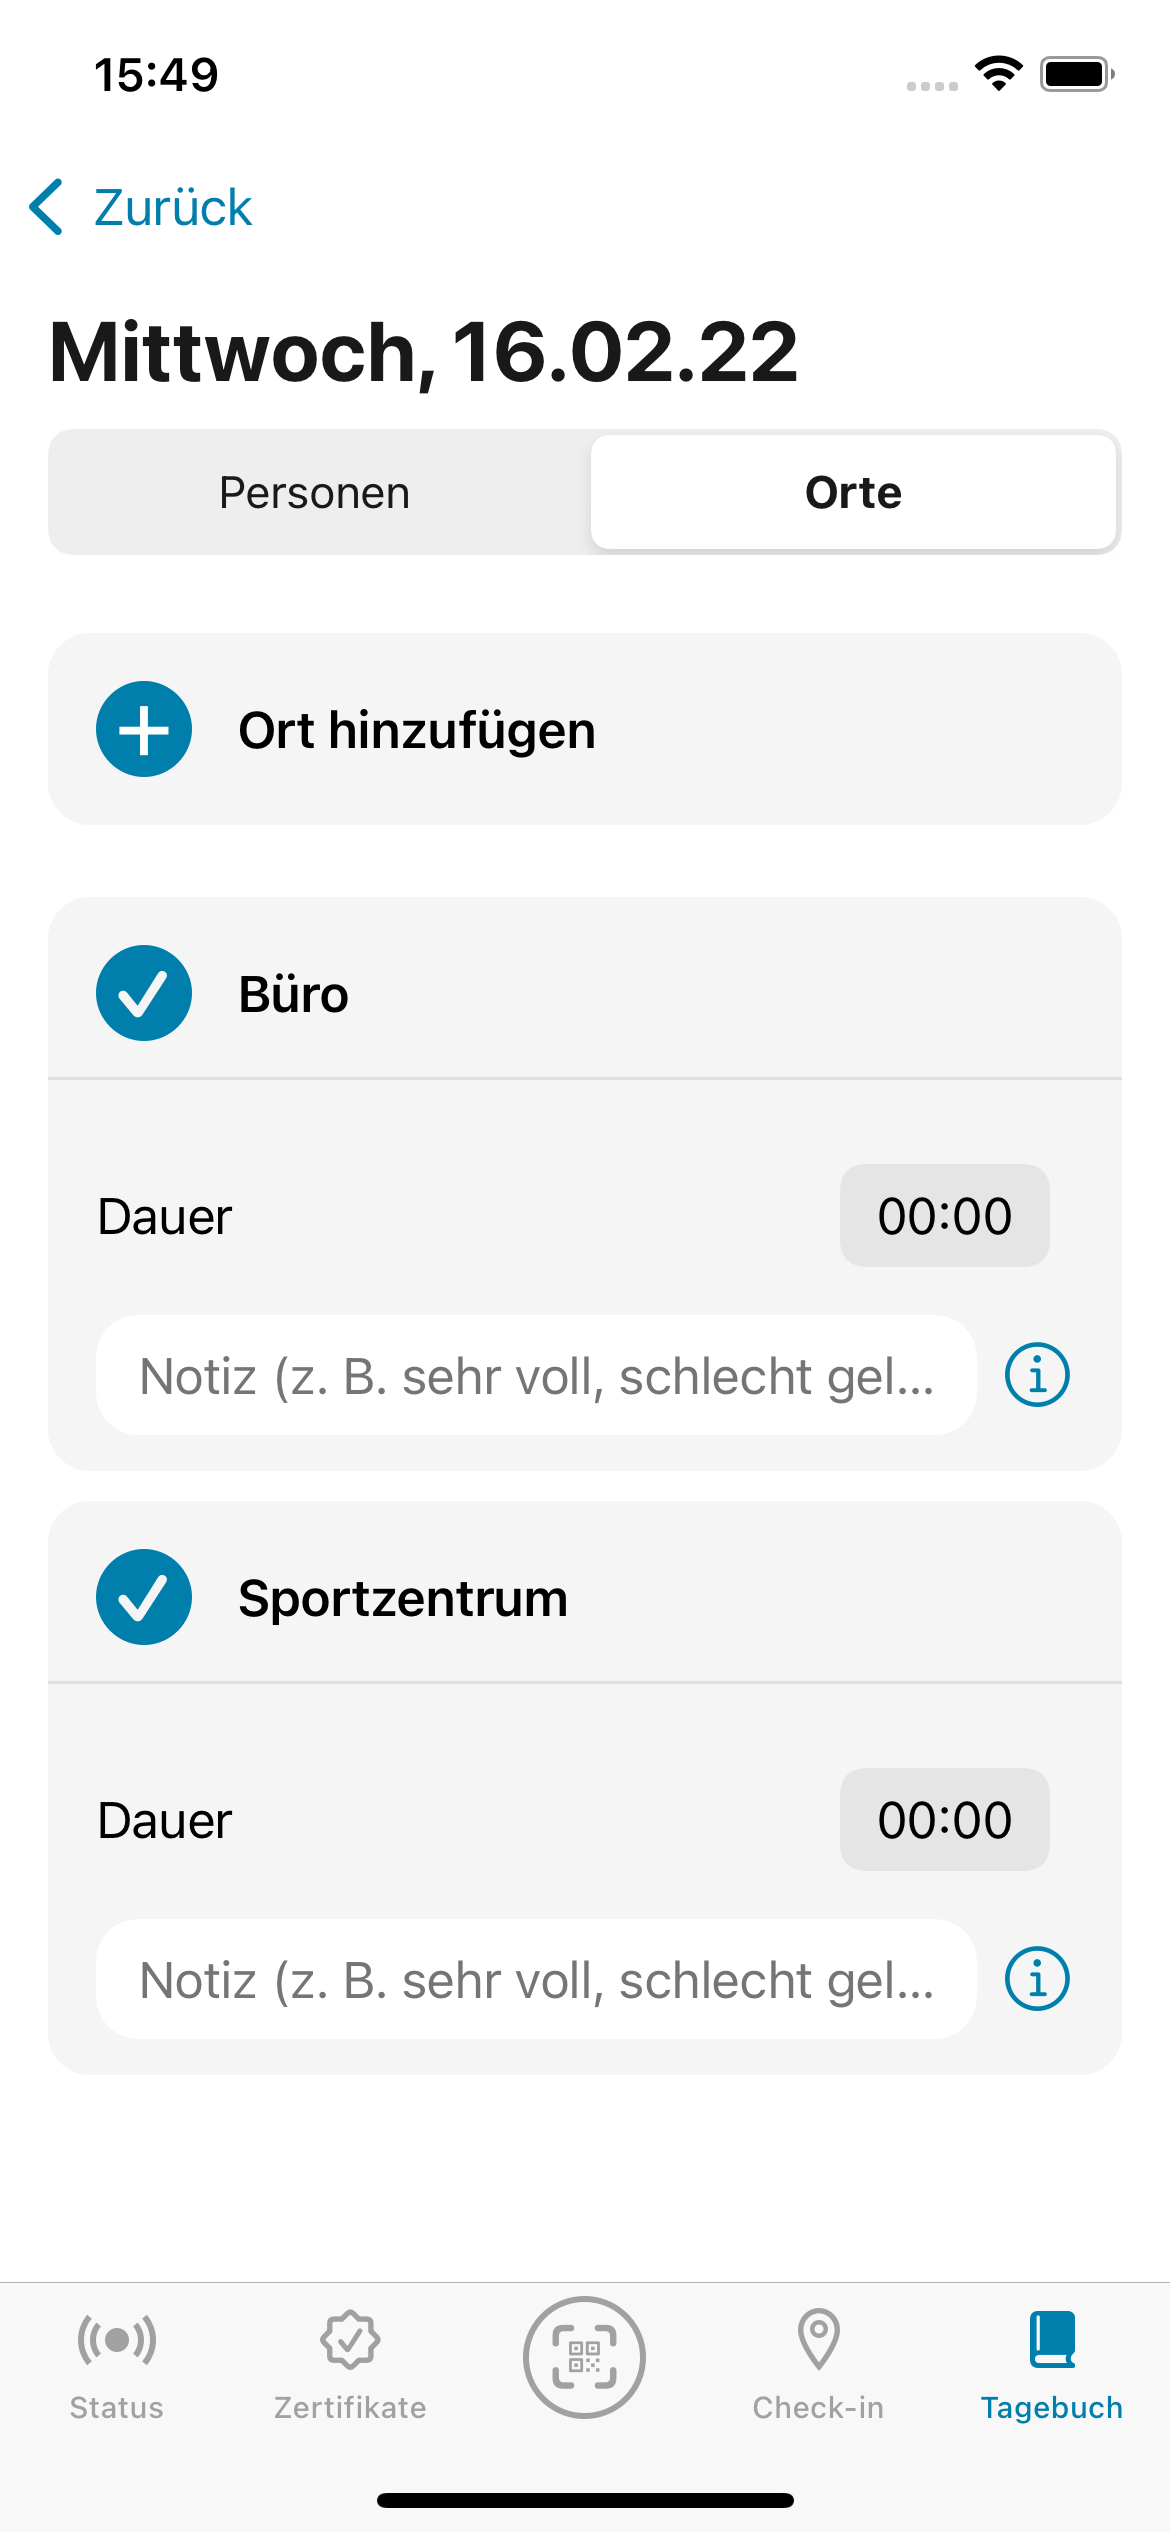 15:49
Zurück
Mittwoch, 16.02.22
Personen
Orte
Ort hinzufügen
Büro
Dauer
00:00
Notiz (z. B. sehr voll, schlecht gel...
Sportzentrum
Dauer
00:00
Notiz (z. B. sehr voll, schlecht gel...
Status
Zertifikate
Check-in
Tagebuch